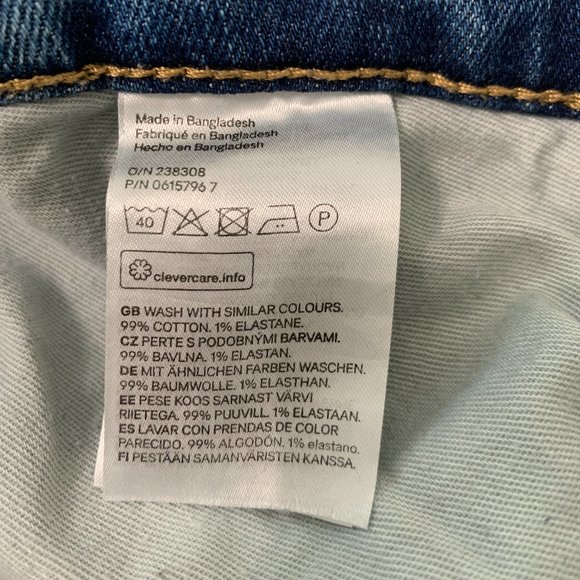 Made in Bangladesh
Fabriqué en Bangladesh
Hecho en Bangladesh
O/N 238308
P/N 0615796 7
40 P
clevercare.info
GB WASH WITH SIMILAR COLOURS.
99% COTTON. 1% ELASTANE.
CZ PERTE S PODOBNÝMI BARVAMI.
99% BAVLNA. 1% ELASTAN.
DE MIT ÄHNLICHEN FARBEN WASCHEN.
99% BAUMWOLLE. 1% ELASTHAN.
EE PESE KOOS SARNAST VÄRVI
RIIETEGA. 99% PUUVILL. 1% ELASTAAN.
ES LAVAR CON PRENDAS DE COLOR
PARECIDO. 99% ALGODÓN. 1% elastano.
FI PESTÄÄN SAMANVÄRISTEN KANSSA.